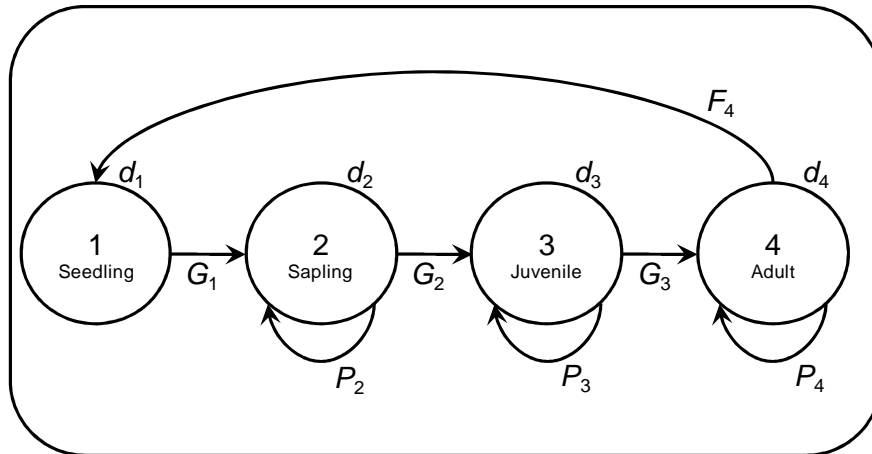 F4
d1
d2
d3
d4
1
Seedling
G1
2
Sapling
G2
3
Juvenile
G3
4
Adult
P2
P3
P4